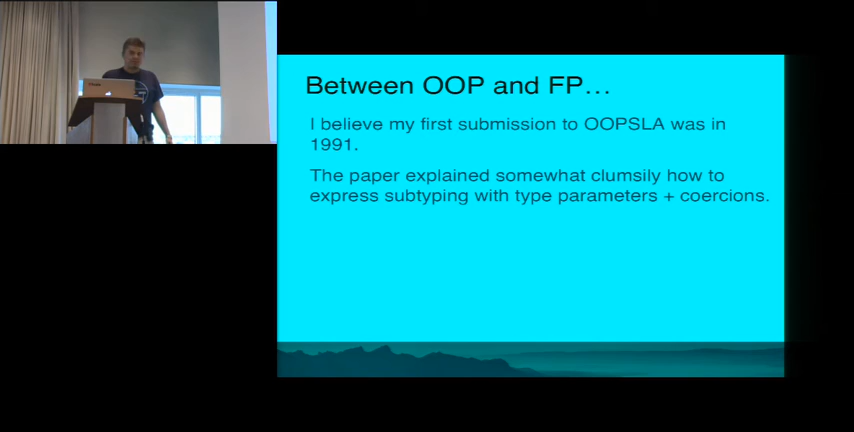 Between OOP and FP…
I believe my first submission to OOPSLA was in
1991.
The paper explained somewhat clumsily how to
express subtyping with type parameters + coercions.